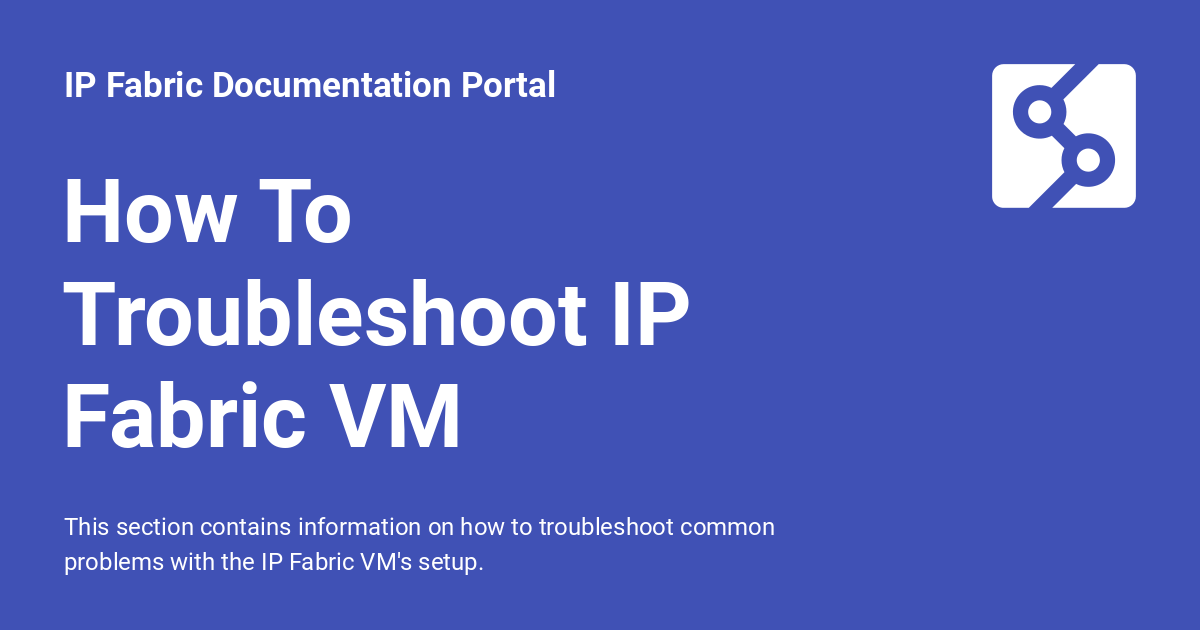 IP Fabric Documentation Portal
How To
Troubleshoot IP
Fabric VM
This section contains information on how to troubleshoot common
problems with the IP Fabric VM's setup.